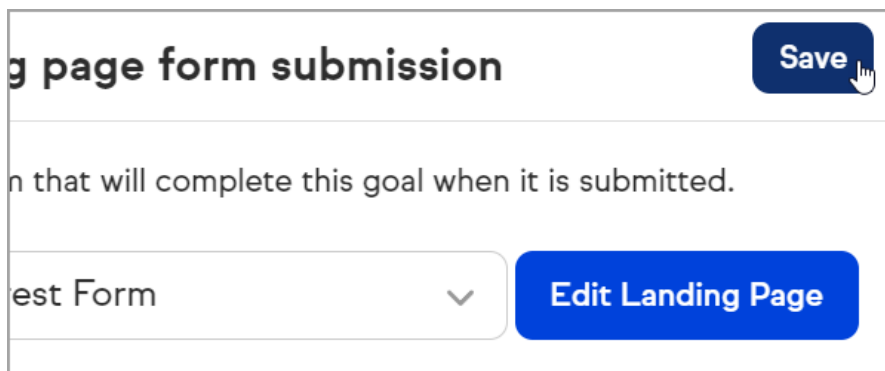 g page form submission
Save
n that will complete this goal when it is submitted.
est Form
Edit Landing Page